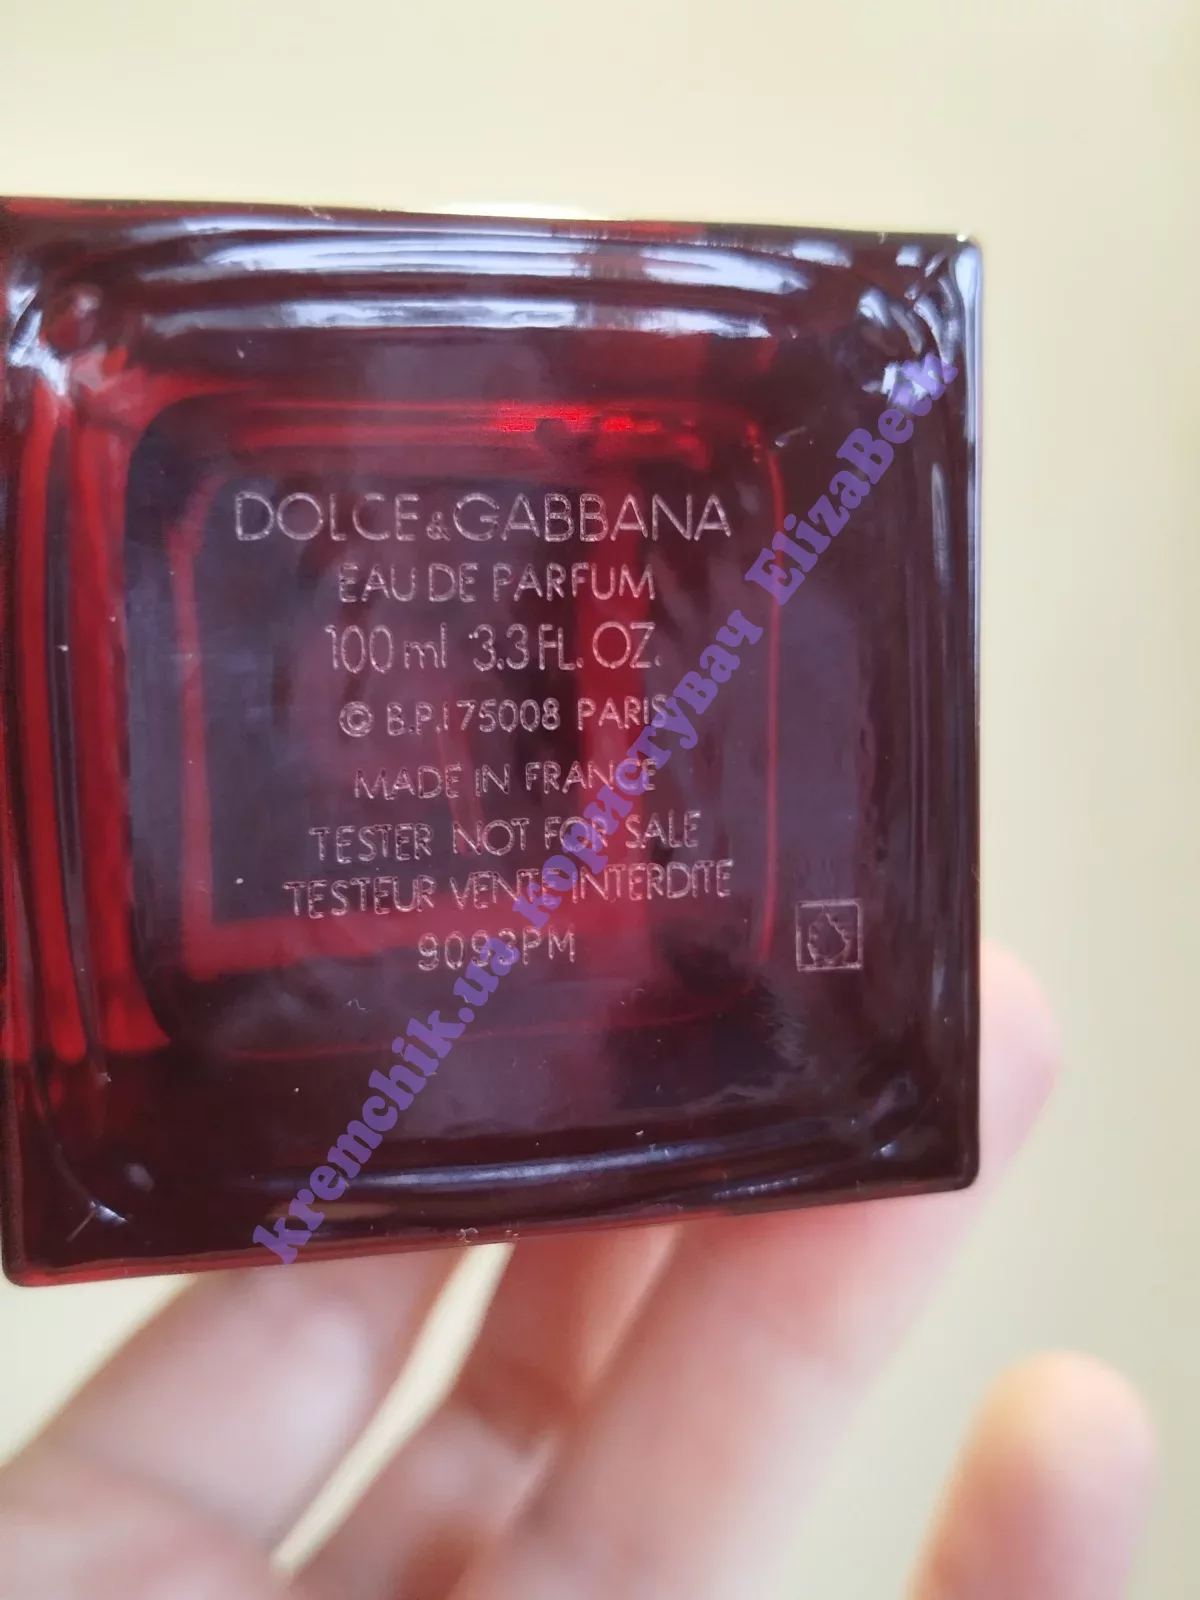 DOLCE&GABBANA
EAU DE PARFUM
100 ml 3.3 FL. OZ.
© B.P.I 75008 PARIS
MADE IN FRANCE
TESTER NOT FOR SALE
TESTEUR VENTE INTERDITE
9093PM
kremchik.ua користувач ElizaBeth